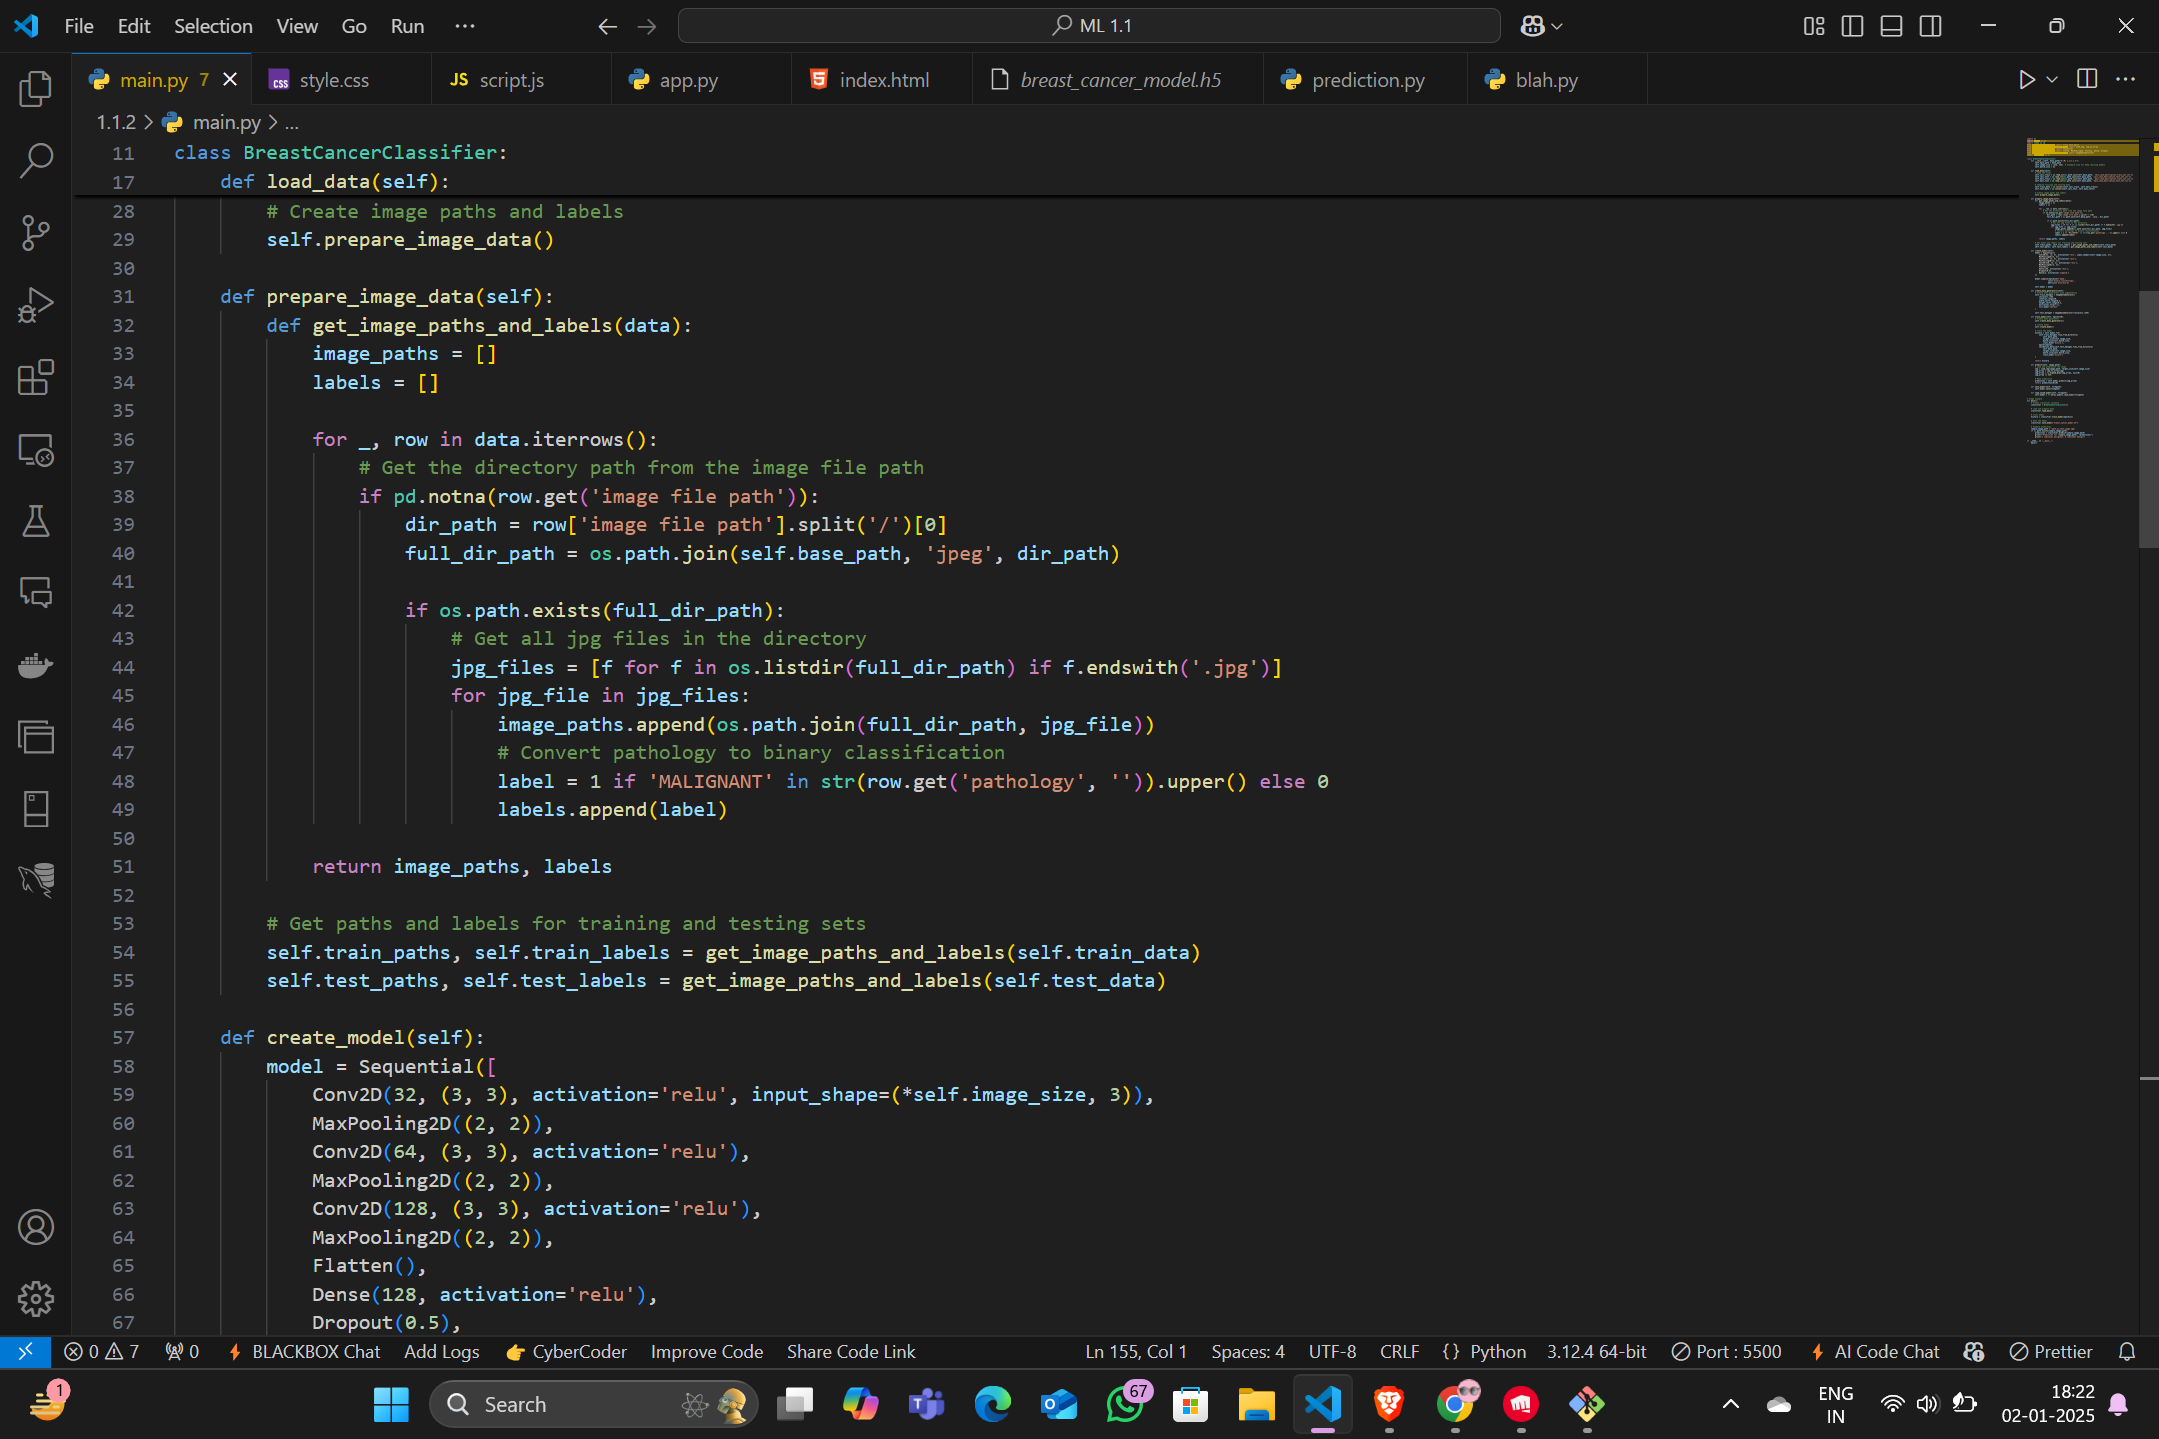 File Edit Selection View Go Run ··· ML 1.1
main.py 7 style.css JS script.js app.py index.html breast_cancer_model.h5 prediction.py blah.py
1.1.2 > main.py > ...
11 class BreastCancerClassifier:
17 def load_data(self):
28 # Create image paths and labels
29 self.prepare_image_data()
30
31 def prepare_image_data(self):
32 def get_image_paths_and_labels(data):
33 image_paths = []
34 labels = []
35
36 for _, row in data.iterrows():
37 # Get the directory path from the image file path
38 if pd.notna(row.get('image file path')):
39 dir_path = row['image file path'].split('/')[0]
40 full_dir_path = os.path.join(self.base_path, 'jpeg', dir_path)
41
42 if os.path.exists(full_dir_path):
43 # Get all jpg files in the directory
44 jpg_files = [f for f in os.listdir(full_dir_path) if f.endswith('.jpg')]
45 for jpg_file in jpg_files:
46 image_paths.append(os.path.join(full_dir_path, jpg_file))
47 # Convert pathology to binary classification
48 label = 1 if 'MALIGNANT' in str(row.get('pathology', '')).upper() else 0
49 labels.append(label)
50
51 return image_paths, labels
52
53 # Get paths and labels for training and testing sets
54 self.train_paths, self.train_labels = get_image_paths_and_labels(self.train_data)
55 self.test_paths, self.test_labels = get_image_paths_and_labels(self.test_data)
56
57 def create_model(self):
58 model = Sequential([
59 Conv2D(32, (3, 3), activation='relu', input_shape=(*self.image_size, 3)),
60 MaxPooling2D((2, 2)),
61 Conv2D(64, (3, 3), activation='relu'),
62 MaxPooling2D((2, 2)),
63 Conv2D(128, (3, 3), activation='relu'),
64 MaxPooling2D((2, 2)),
65 Flatten(),
66 Dense(128, activation='relu'),
67 Dropout(0.5),
0 7 0 BLACKBOX Chat Add Logs CyberCoder Improve Code Share Code Link Ln 155, Col 1 Spaces: 4 UTF-8 CRLF {} Python 3.12.4 64-bit Port : 5500 AI Code Chat Prettier
1 Search 67 ENG IN 18:22 02-01-2025